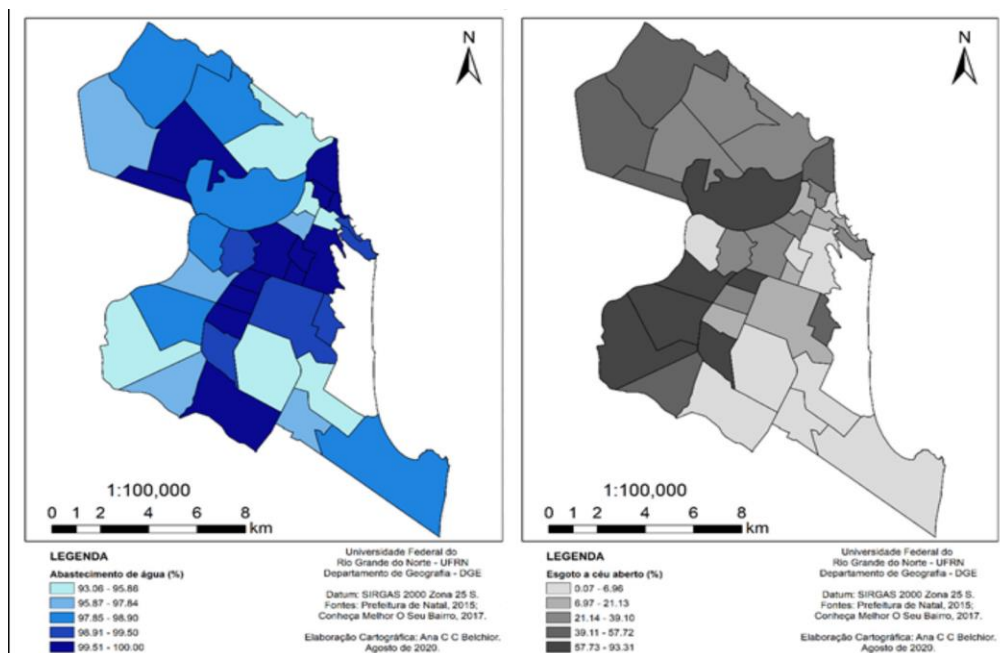 N
1:100,000
0 1 2 4 6 8
km
LEGENDA
Abastecimento de água (%)
93.06 - 95.86
95.87 - 97.84
97.85 - 98.90
98.91 - 99.50
99.51 - 100.00
Universidade Federal do
Rio Grande do Norte - UFRN
Departamento de Geografia - DGE
Datum: SIRGAS 2000 Zona 25 S.
Fontes: Prefeitura de Natal, 2015;
Conheça Melhor O Seu Bairro, 2017.
Elaboração Cartográfica: Ana C C Belchior.
Agosto de 2020.
N
1:100,000
0 1 2 4 6 8
km
LEGENDA
Esgoto a céu aberto (%)
0.07 - 6.96
6.97 - 21.13
21.14 - 39.10
39.11 - 57.72
57.73 - 93.31
Universidade Federal do
Rio Grande do Norte - UFRN
Departamento de Geografia - DGE
Datum: SIRGAS 2000 Zona 25 S.
Fontes: Prefeitura de Natal, 2015;
Conheça Melhor O Seu Bairro, 2017.
Elaboração Cartográfica: Ana C C Belchior.
Agosto de 2020.